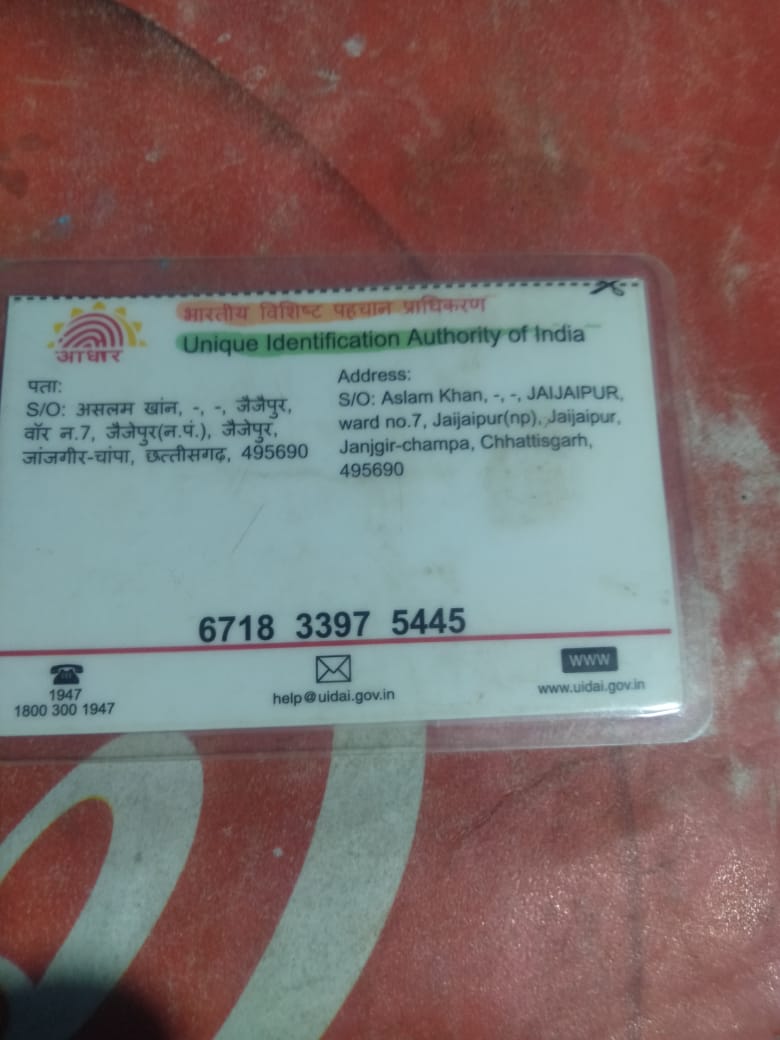 भारतीय विशिष्ट पहचान प्राधिकरण
Unique Identification Authority of India
आधार
पता:
S/O: असलम खांन, -, -, जैजैपुर,
वॉर न.7, जैजेपुर(न.पं.), जैजेपुर,
जांजगीर-चांपा, छत्तीसगढ़, 495690
Address:
S/O: Aslam Khan, -, -, JAIJAIPUR,
ward no.7, Jaijaipur(np), Jaijaipur,
Janjgir-champa, Chhattisgarh,
495690
6718 3397 5445
1947
1800 300 1947
help@uidai.gov.in
www
www.uidai.gov.in